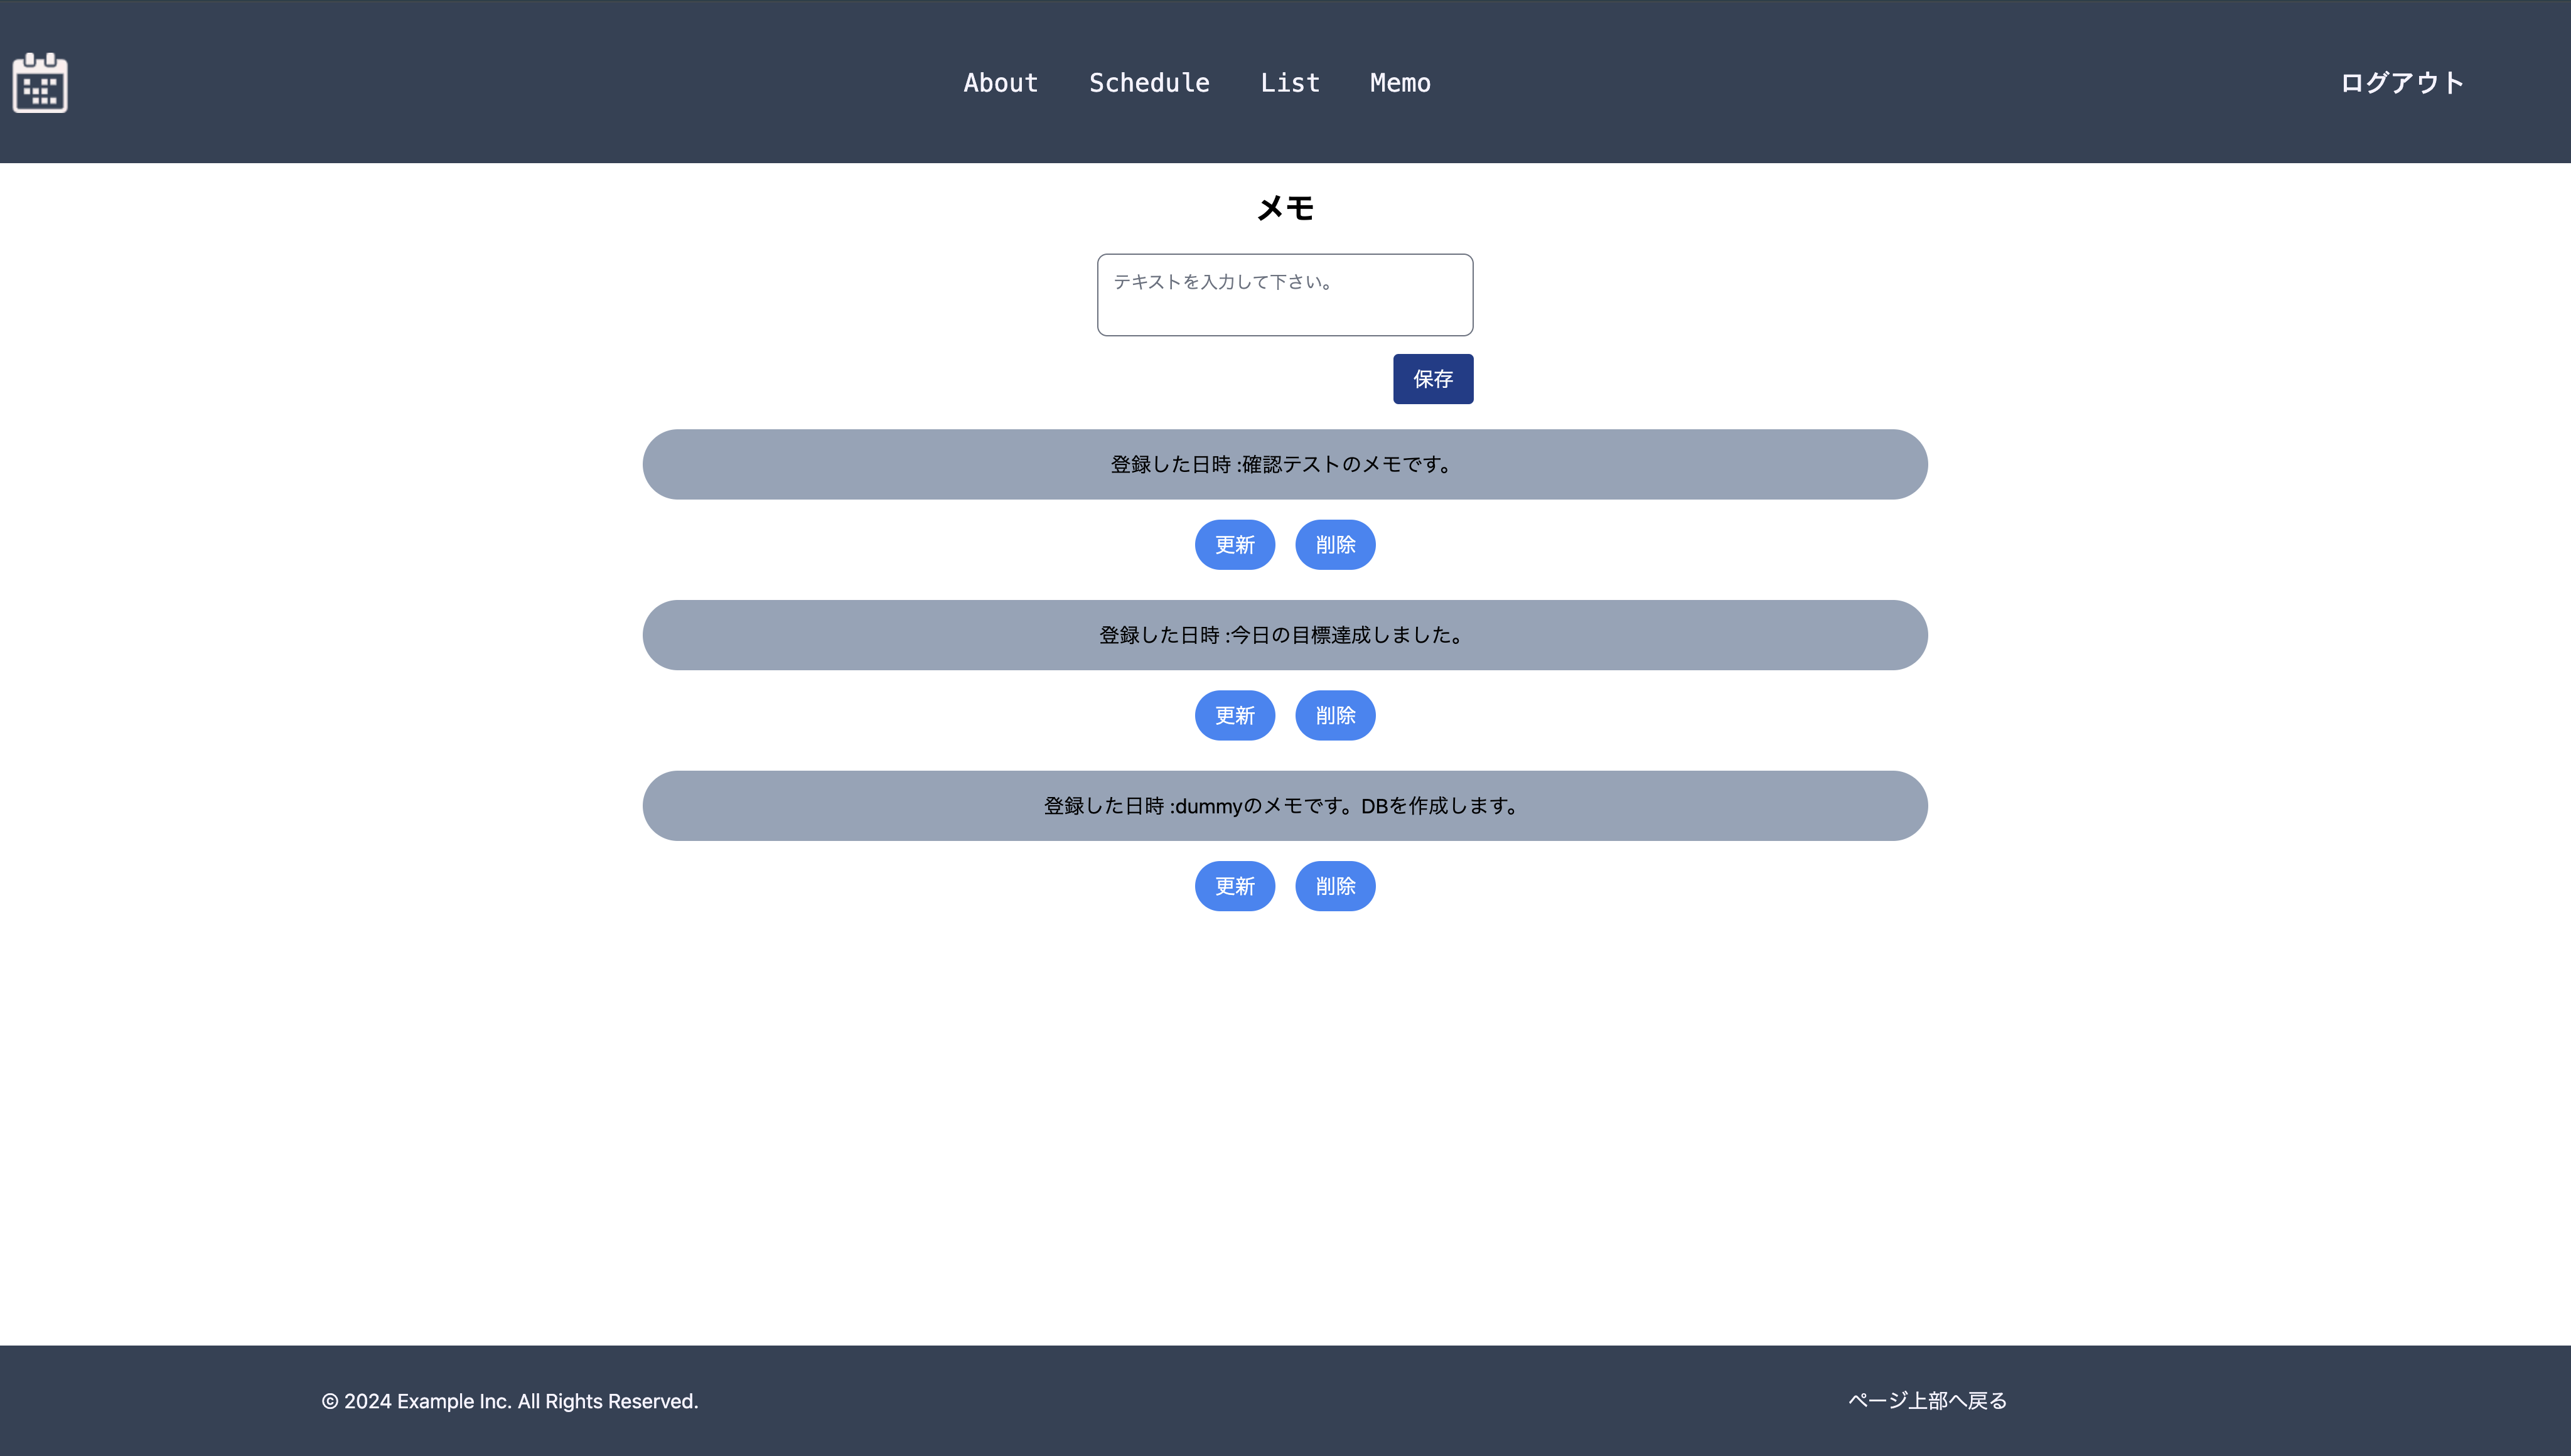 About Schedule List Memo ログアウト
メモ
テキストを入力して下さい。
保存
登録した日時 :確認テストのメモです。
更新 削除
登録した日時 :今日の目標達成しました。
更新 削除
登録した日時 :dummyのメモです。DBを作成します。
更新 削除
© 2024 Example Inc. All Rights Reserved. ページ上部へ戻る